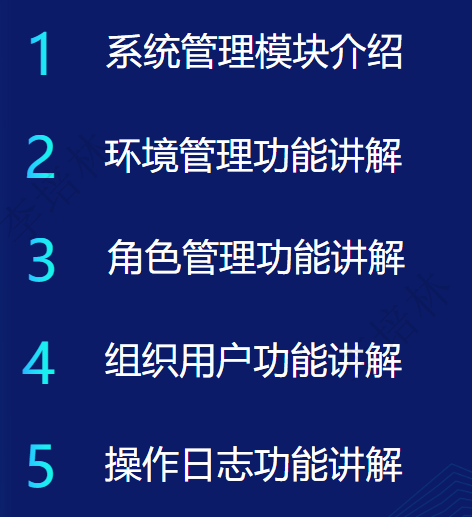 1 系统管理模块介绍
2 环境管理功能讲解
3 角色管理功能讲解
4 组织用户功能讲解
5 操作日志功能讲解